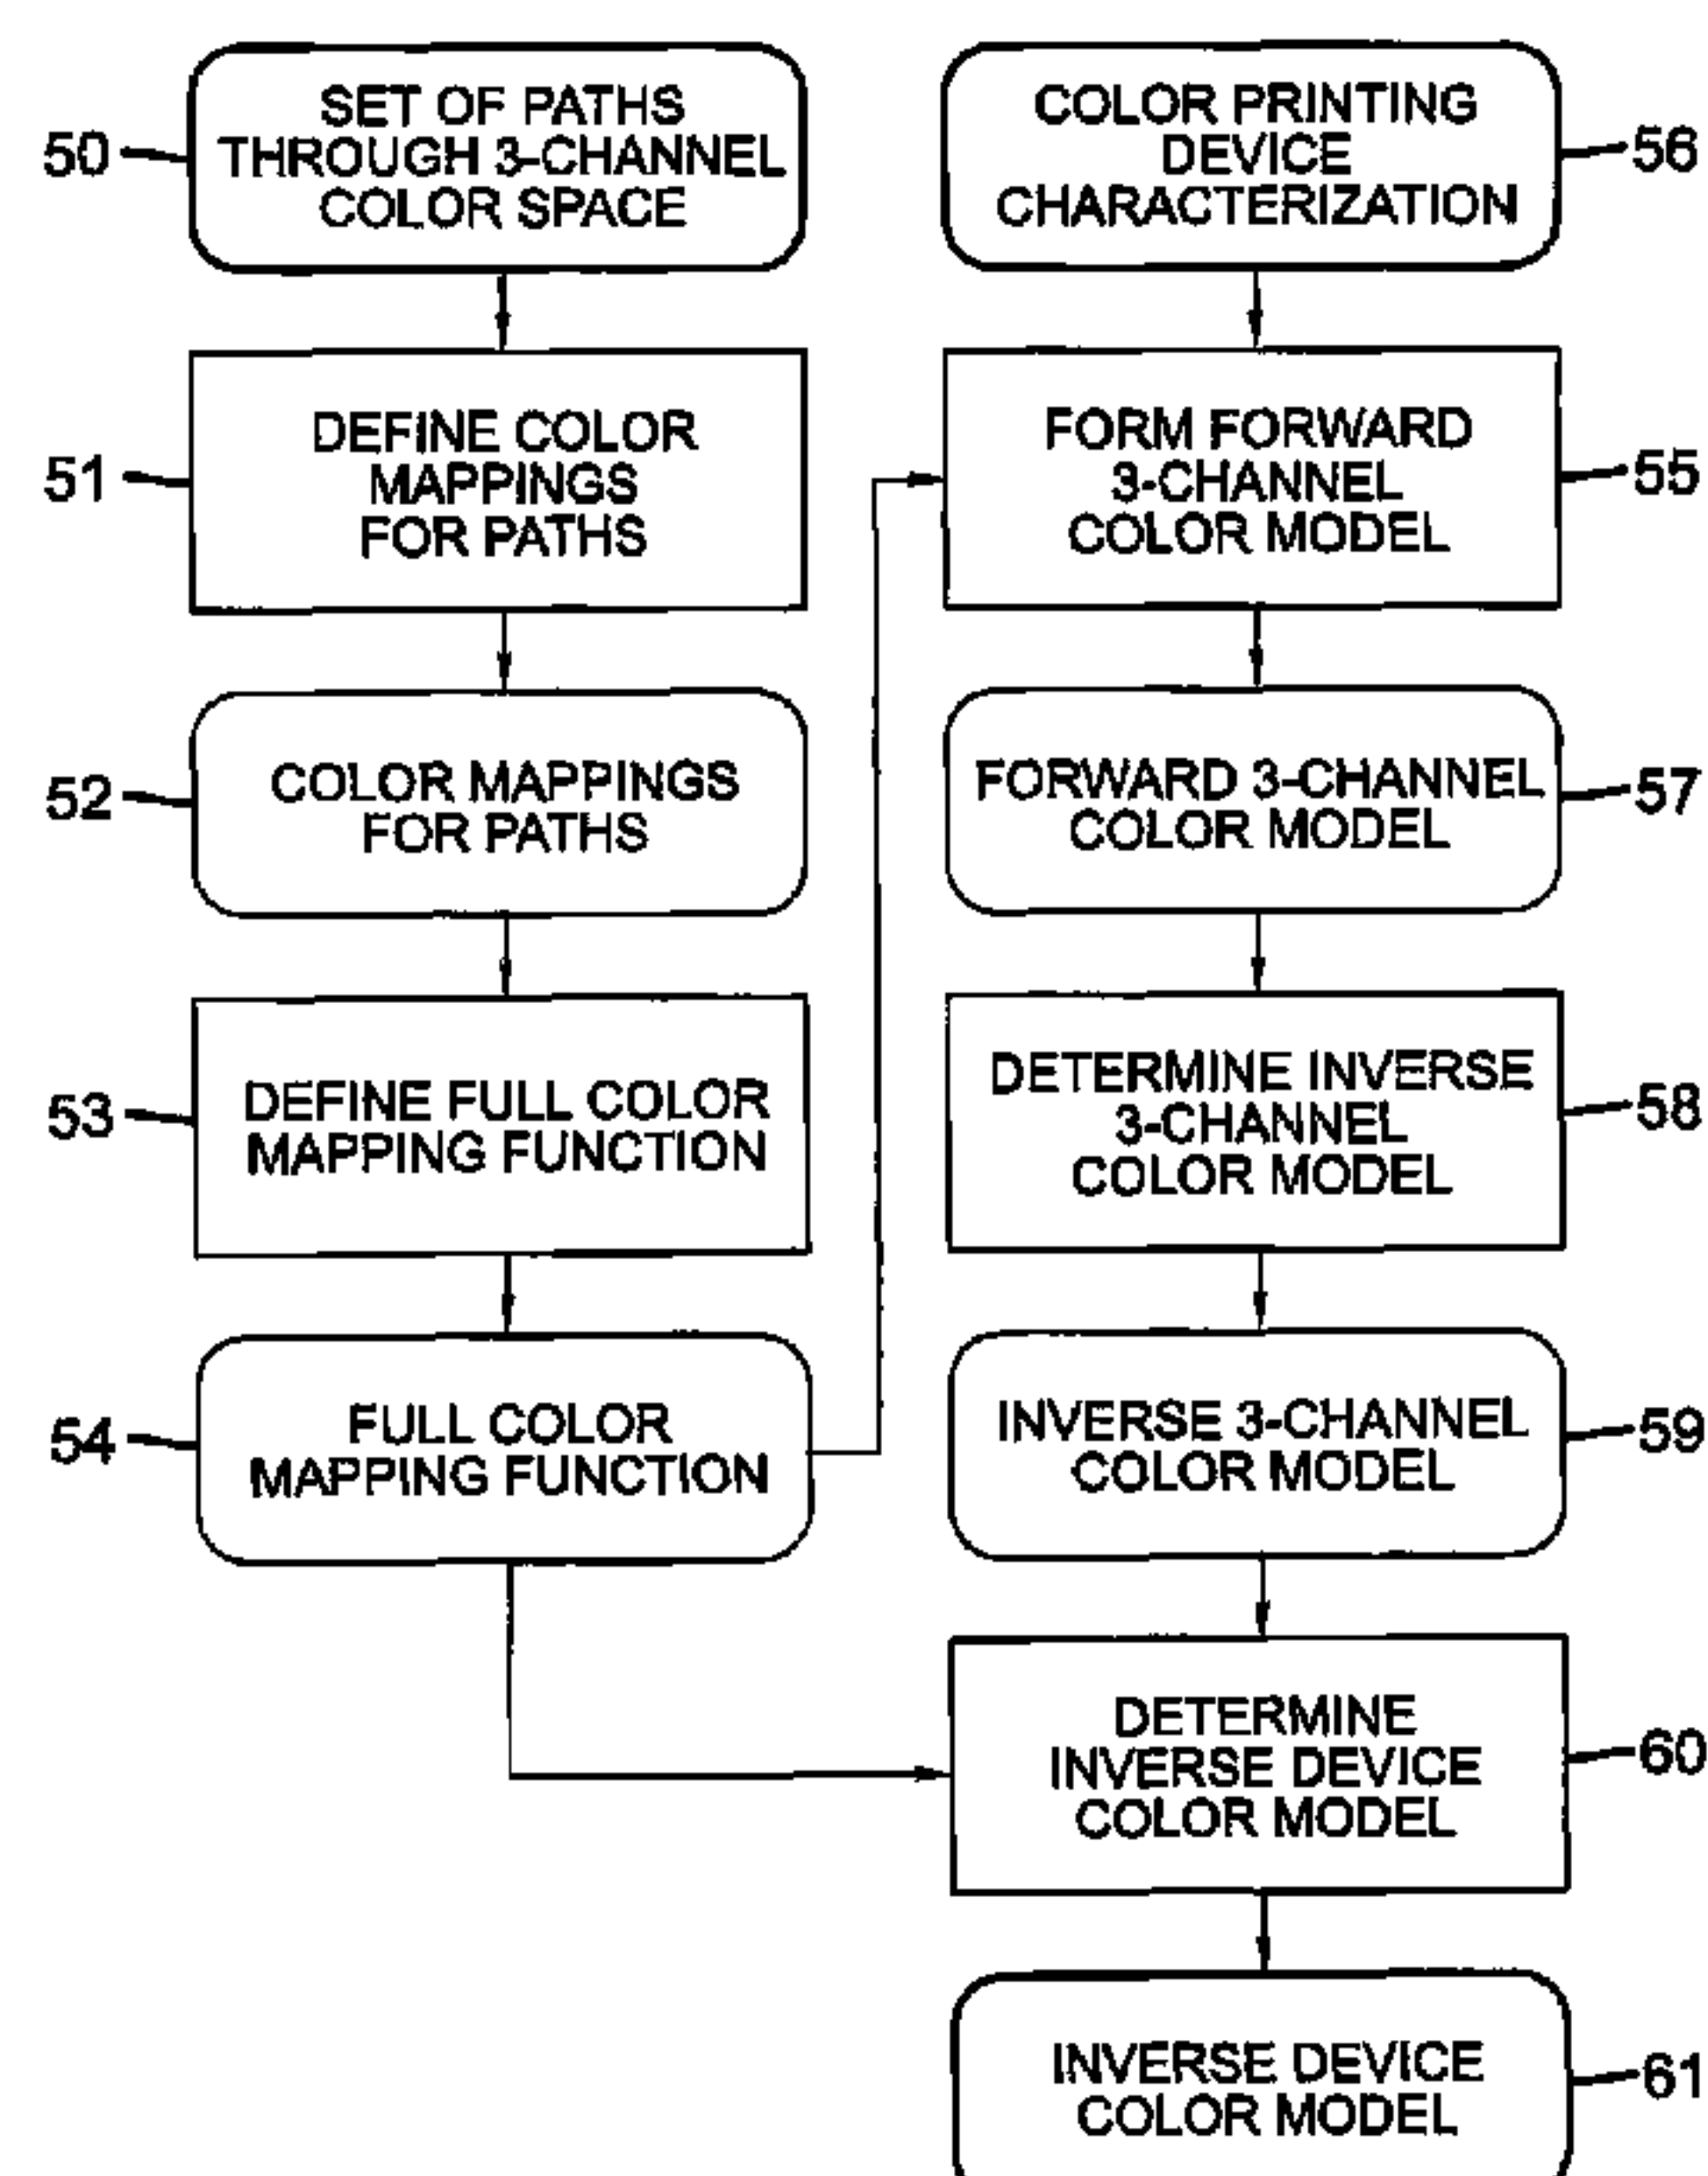 50
SET OF PATHS
THROUGH 3-CHANNEL
COLOR SPACE
51
DEFINE COLOR
MAPPINGS
FOR PATHS
52
COLOR MAPPINGS
FOR PATHS
53
DEFINE FULL COLOR
MAPPING FUNCTION
54
FULL COLOR
MAPPING FUNCTION
COLOR PRINTING
DEVICE
CHARACTERIZATION
56
FORM FORWARD
3-CHANNEL
COLOR MODEL
55
FORWARD 3-CHANNEL
COLOR MODEL
57
DETERMINE INVERSE
3-CHANNEL
COLOR MODEL
58
INVERSE 3-CHANNEL
COLOR MODEL
59
DETERMINE
INVERSE DEVICE
COLOR MODEL
60
INVERSE DEVICE
COLOR MODEL
61